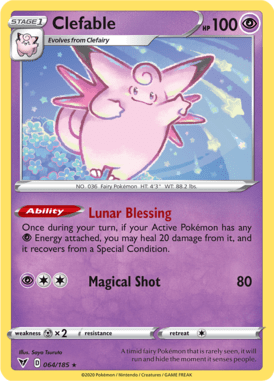 STAGE 1 Clefable HP 100
Evolves from Clefairy
NO. 036 Fairy Pokémon HT: 4'3" WT: 88.2 lbs.
Ability Lunar Blessing
Once during your turn, if your Active Pokémon has any
Energy attached, you may heal 20 damage from it, and
it recovers from a Special Condition.
Magical Shot 80
weakness ×2 resistance retreat
Illus. Saya Tsuruta
A timid fairy Pokémon that is rarely seen, it will
run and hide the moment it senses people.
D 064/185 ★
©2020 Pokémon / Nintendo / Creatures / GAME FREAK